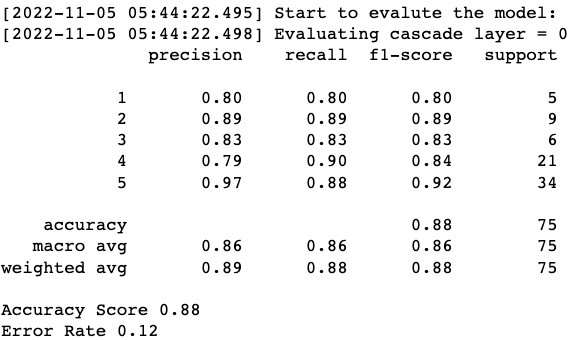 [2022-11-05 05:44:22.495] Start to evalute the model:
[2022-11-05 05:44:22.498] Evaluating cascade layer = 0
precision recall f1-score support
1 0.80 0.80 0.80 5
2 0.89 0.89 0.89 9
3 0.83 0.83 0.83 6
4 0.79 0.90 0.84 21
5 0.97 0.88 0.92 34
accuracy 0.88 75
macro avg 0.86 0.86 0.86 75
weighted avg 0.89 0.88 0.88 75
Accuracy Score 0.88
Error Rate 0.12